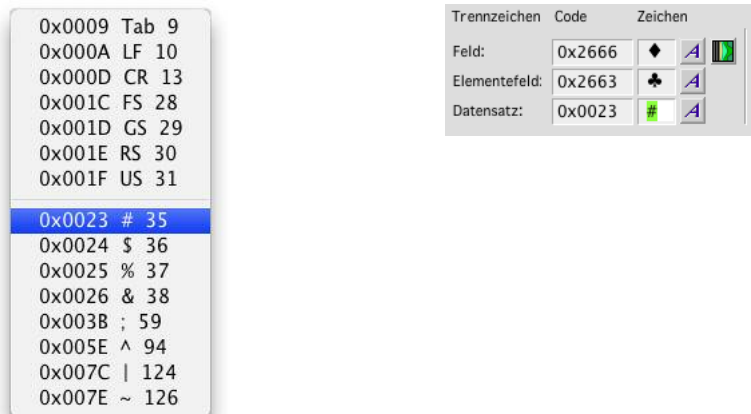 0x0009 Tab 9
0x000A LF 10
0x000D CR 13
0x001C FS 28
0x001D GS 29
0x001E RS 30
0x001F US 31
0x0023 # 35
0x0024 $ 36
0x0025 % 37
0x0026 & 38
0x003B ; 59
0x005E ^ 94
0x007C | 124
0x007E ~ 126
Trennzeichen Code Zeichen
Feld: 0x2666 ♦ A
Elementefeld: 0x2663 ♣ A
Datensatz: 0x0023 # A